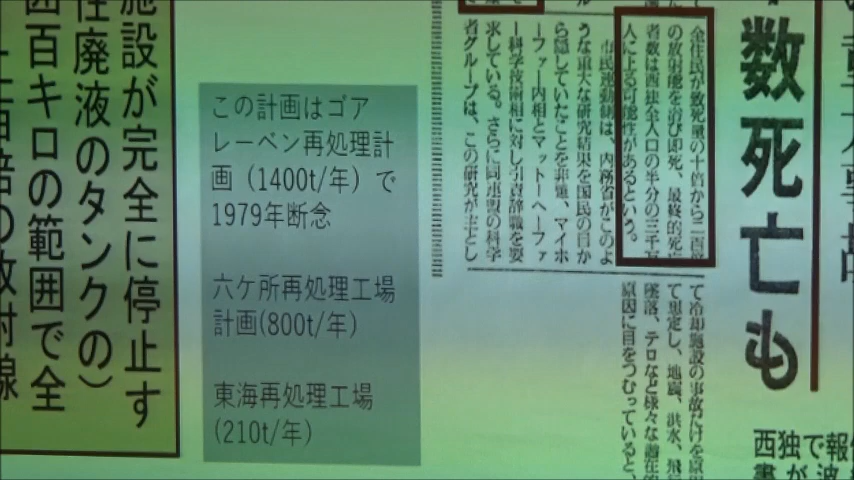 数死亡も
全住民が致死量の十倍から二百倍
の放射能を浴び即死、最終的死亡
者数は西独全人口の半分の三千万
人に上る可能性があるという。
市民運動側は、内務省がこのよ
うな重大な研究結果を国民の目か
ら隠していたことを非難、マイホ
ーファー内相とマットヘーファ
ー科学技術相に対し引責辞職を要
求している。さらに同連盟の科学
者グループは、この研究が主とし
て冷却施設の事故だけを原因
て想定し、地震、洪水、飛行
墜落、テロなど様々な潜在的
原因に目をつむっていると、
西独で報
書が波
この計画はゴア
レーベン再処理計
画（1400t/年）で
1979年断念
六ケ所再処理工場
計画(800t/年)
東海再処理工場
(210t/年)
施設が完全に停止す
性廃液のタンクの）
四百キロの範囲で全